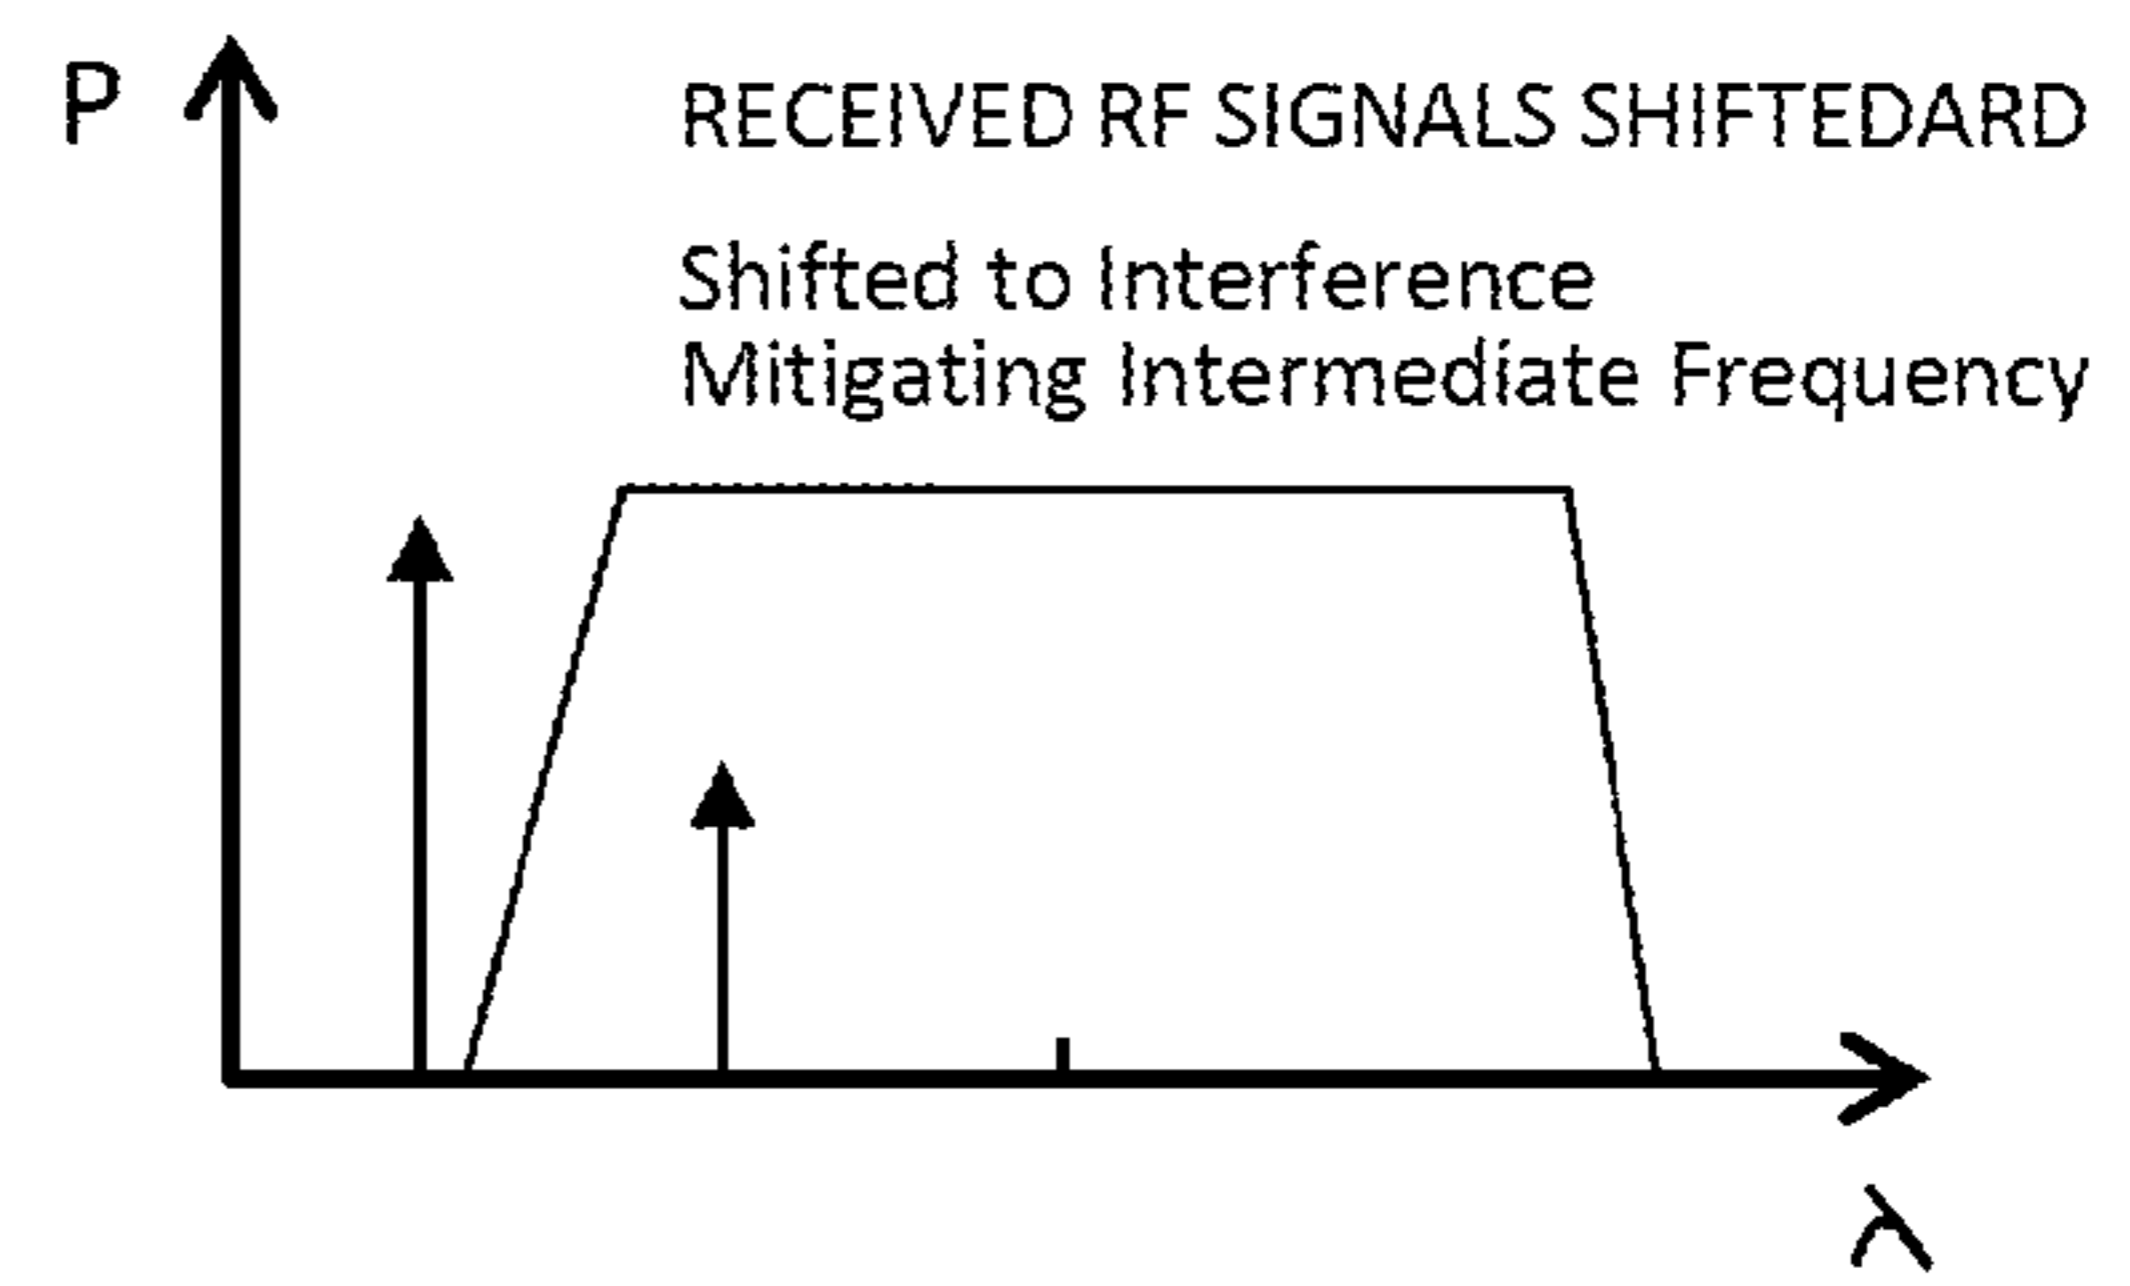 P
RECEIVED RF SIGNALS SHIFTEDARD
Shifted to Interference
Mitigating Intermediate Frequency
λ